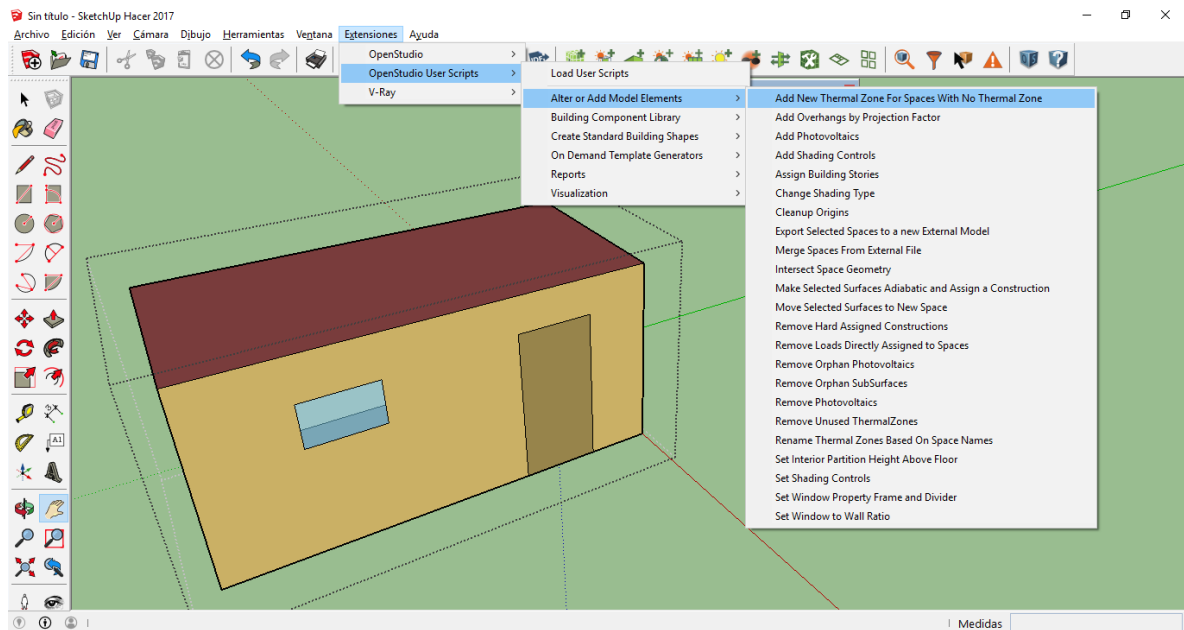 Sin título - SketchUp Hacer 2017
Archivo Edición Ver Cámara Dibujo Herramientas Ventana Extensiones Ayuda
OpenStudio
OpenStudio User Scripts
V-Ray
Load User Scripts
Alter or Add Model Elements
Building Component Library
Create Standard Building Shapes
On Demand Template Generators
Reports
Visualization
Add New Thermal Zone For Spaces With No Thermal Zone
Add Overhangs by Projection Factor
Add Photovoltaics
Add Shading Controls
Assign Building Stories
Change Shading Type
Cleanup Origins
Export Selected Spaces to a new External Model
Merge Spaces From External File
Intersect Space Geometry
Make Selected Surfaces Adiabatic and Assign a Construction
Move Selected Surfaces to New Space
Remove Hard Assigned Constructions
Remove Loads Directly Assigned to Spaces
Remove Orphan Photovoltaics
Remove Orphan SubSurfaces
Remove Photovoltaics
Remove Unused ThermalZones
Rename Thermal Zones Based On Space Names
Set Interior Partition Height Above Floor
Set Shading Controls
Set Window Property Frame and Divider
Set Window to Wall Ratio
A1
Medidas